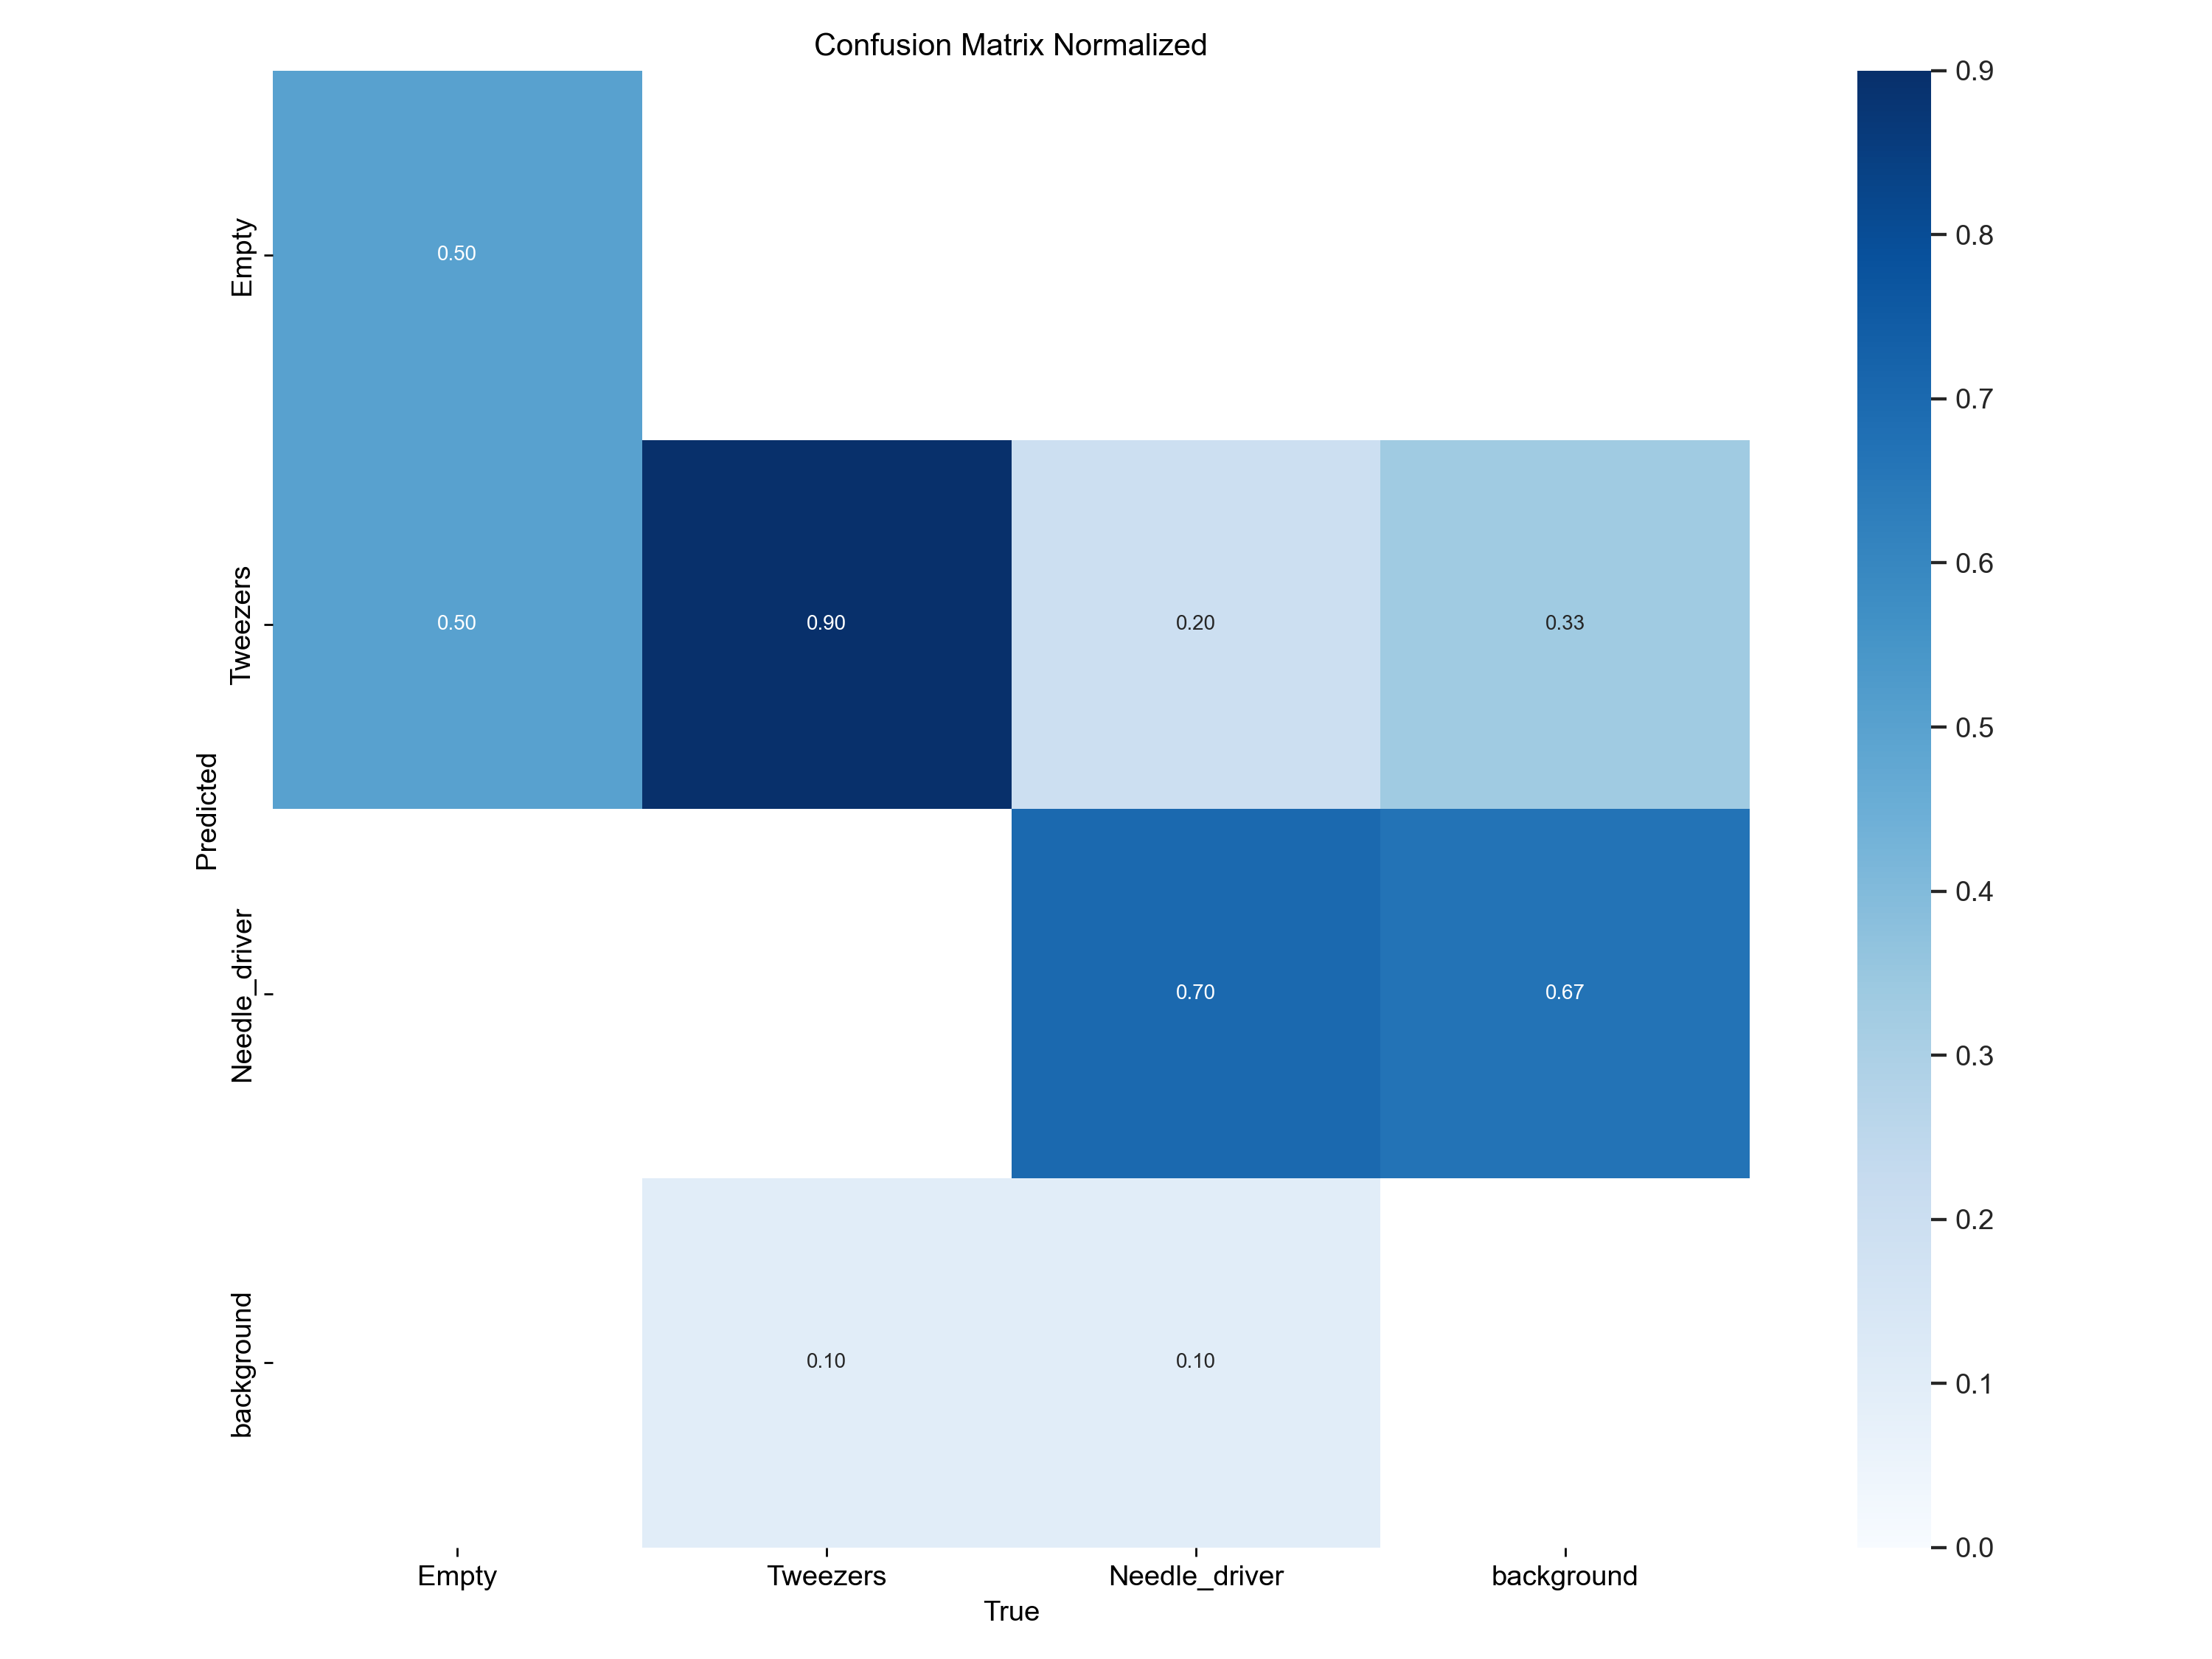 Confusion Matrix Normalized
Empty
Tweezers
Needle_driver
background
Predicted
0.50
0.50 0.90 0.20 0.33
0.70 0.67
0.10 0.10
Empty Tweezers Needle_driver background
True
0.9
0.8
0.7
0.6
0.5
0.4
0.3
0.2
0.1
0.0